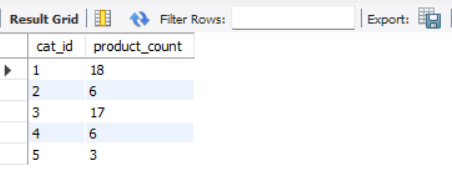 Result Grid Filter Rows: Export:
cat_id product_count
1 18
2 6
3 17
4 6
5 3